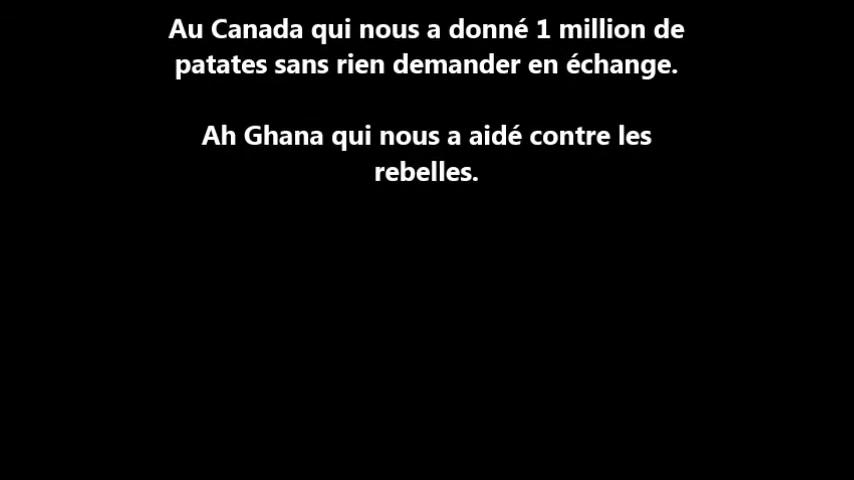 Au Canada qui nous a donné 1 million de
patates sans rien demander en échange.
Ah Ghana qui nous a aidé contre les
rebelles.